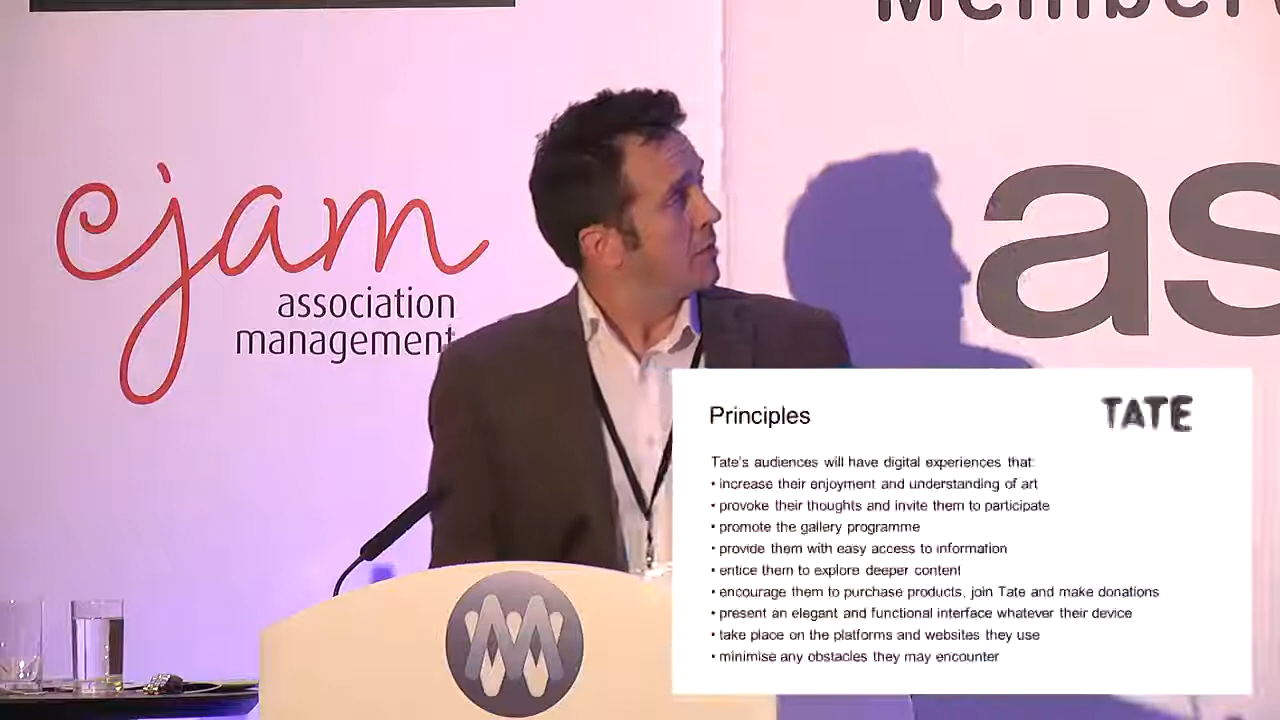 Member
ejam
association
management
as
Principles
TATE
Tate's audiences will have digital experiences that:
• increase their enjoyment and understanding of art
• provoke their thoughts and invite them to participate
• promote the gallery programme
• provide them with easy access to information
• entice them to explore deeper content
• encourage them to purchase products, join Tate and make donations
• present an elegant and functional interface whatever their device
• take place on the platforms and websites they use
• minimise any obstacles they may encounter